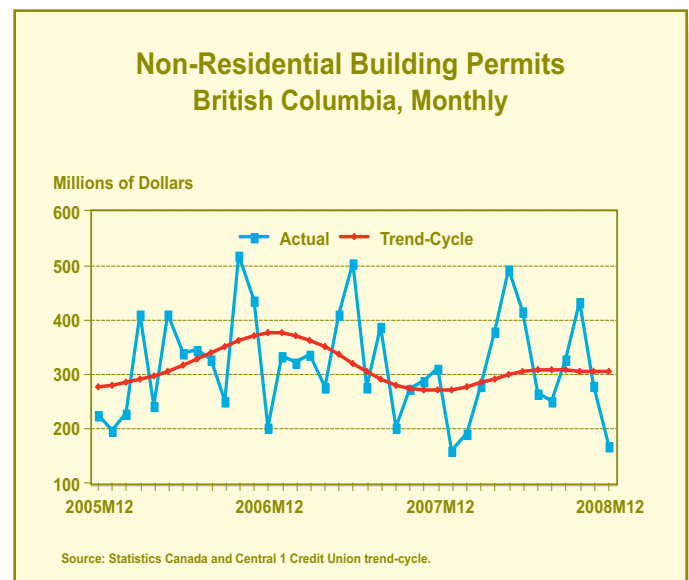 Non-Residential Building Permits
British Columbia, Monthly
Millions of Dollars
600
Actual Trend-Cycle
500
400
300
200
100
2005M12 2006M12 2007M12 2008M12
Source: Statistics Canada and Central 1 Credit Union trend-cycle.